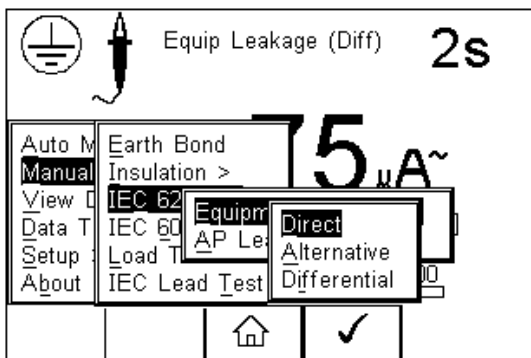 Equip Leakage (Diff)
2s
75 µA~
Auto M
Manual
View D
Data T
Setup
About
Earth Bond
Insulation >
IEC 62
IEC 60
Load T
IEC Lead Test
Equipm
AP Lea
Direct
Alternative
Differential